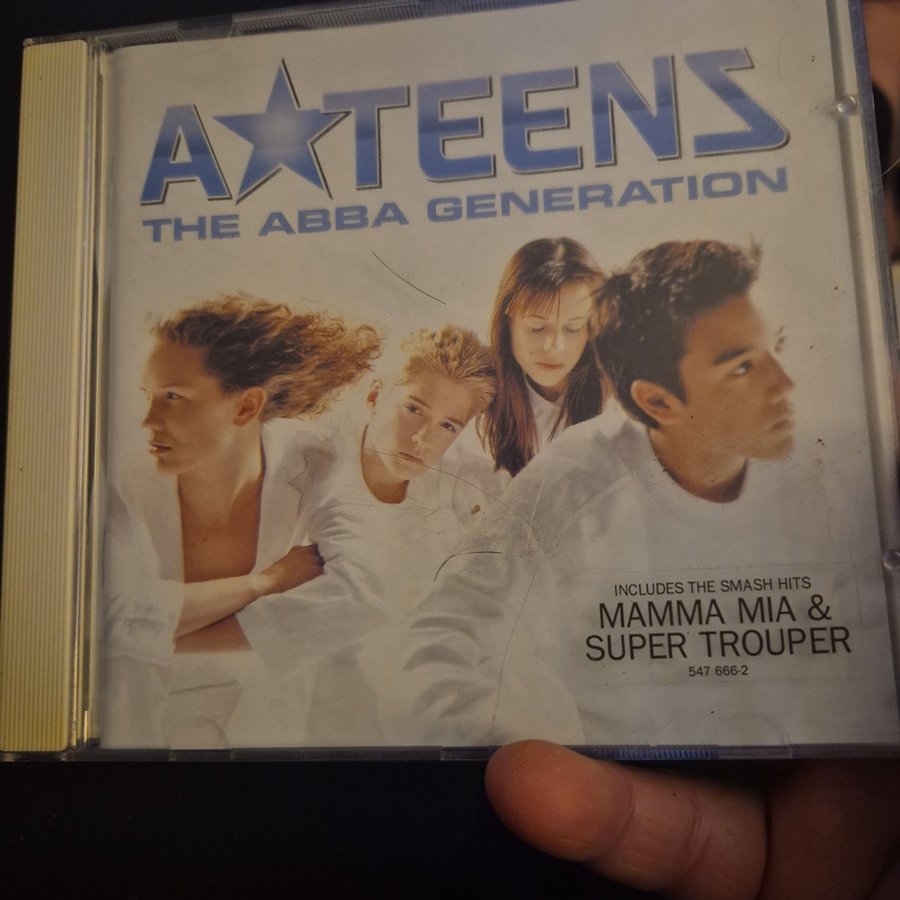 A★TEENS
THE ABBA GENERATION
INCLUDES THE SMASH HITS
MAMMA MIA &
SUPER TROUPER
547 666-2